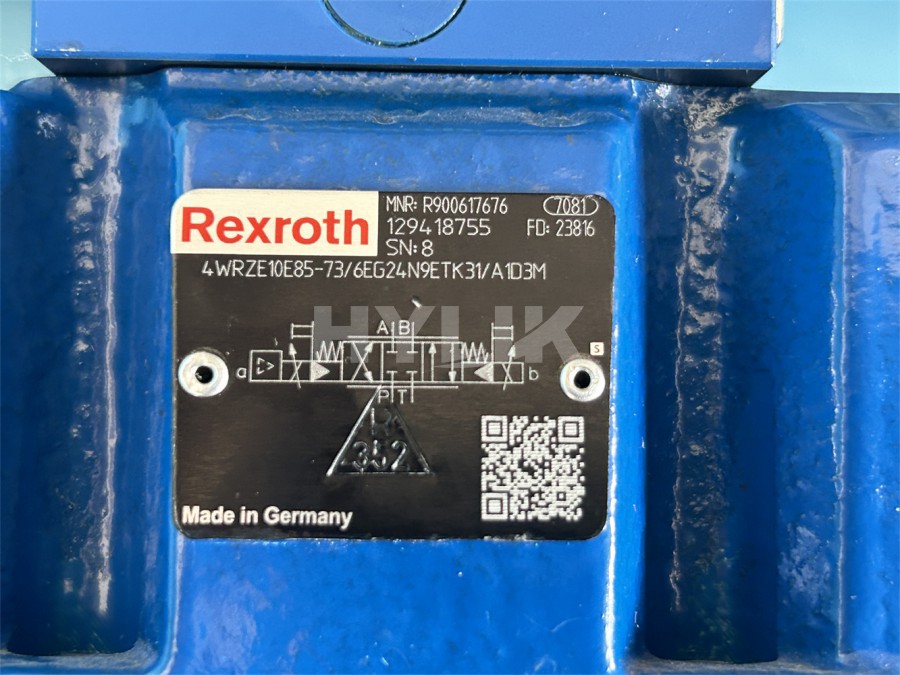 Rexroth
MNR: R900617676
7081
129418755
FD: 23816
SN: 8
4WRZE10E85-73/6EG24N9ETK31/A1D3M
HYLIK
A B
S
a
b
P T
352
Made in Germany